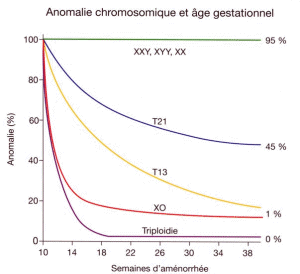 Anomalie chromosomique et âge gestationnel
100
95 %
XXY, XYY, XX
80
T21
60
Anomalie (%)
45 %
40
T13
20
XO
1 %
Triploïdie
0
0 %
10 14 18 22 26 30 34 38
Semaines d'aménorrhée